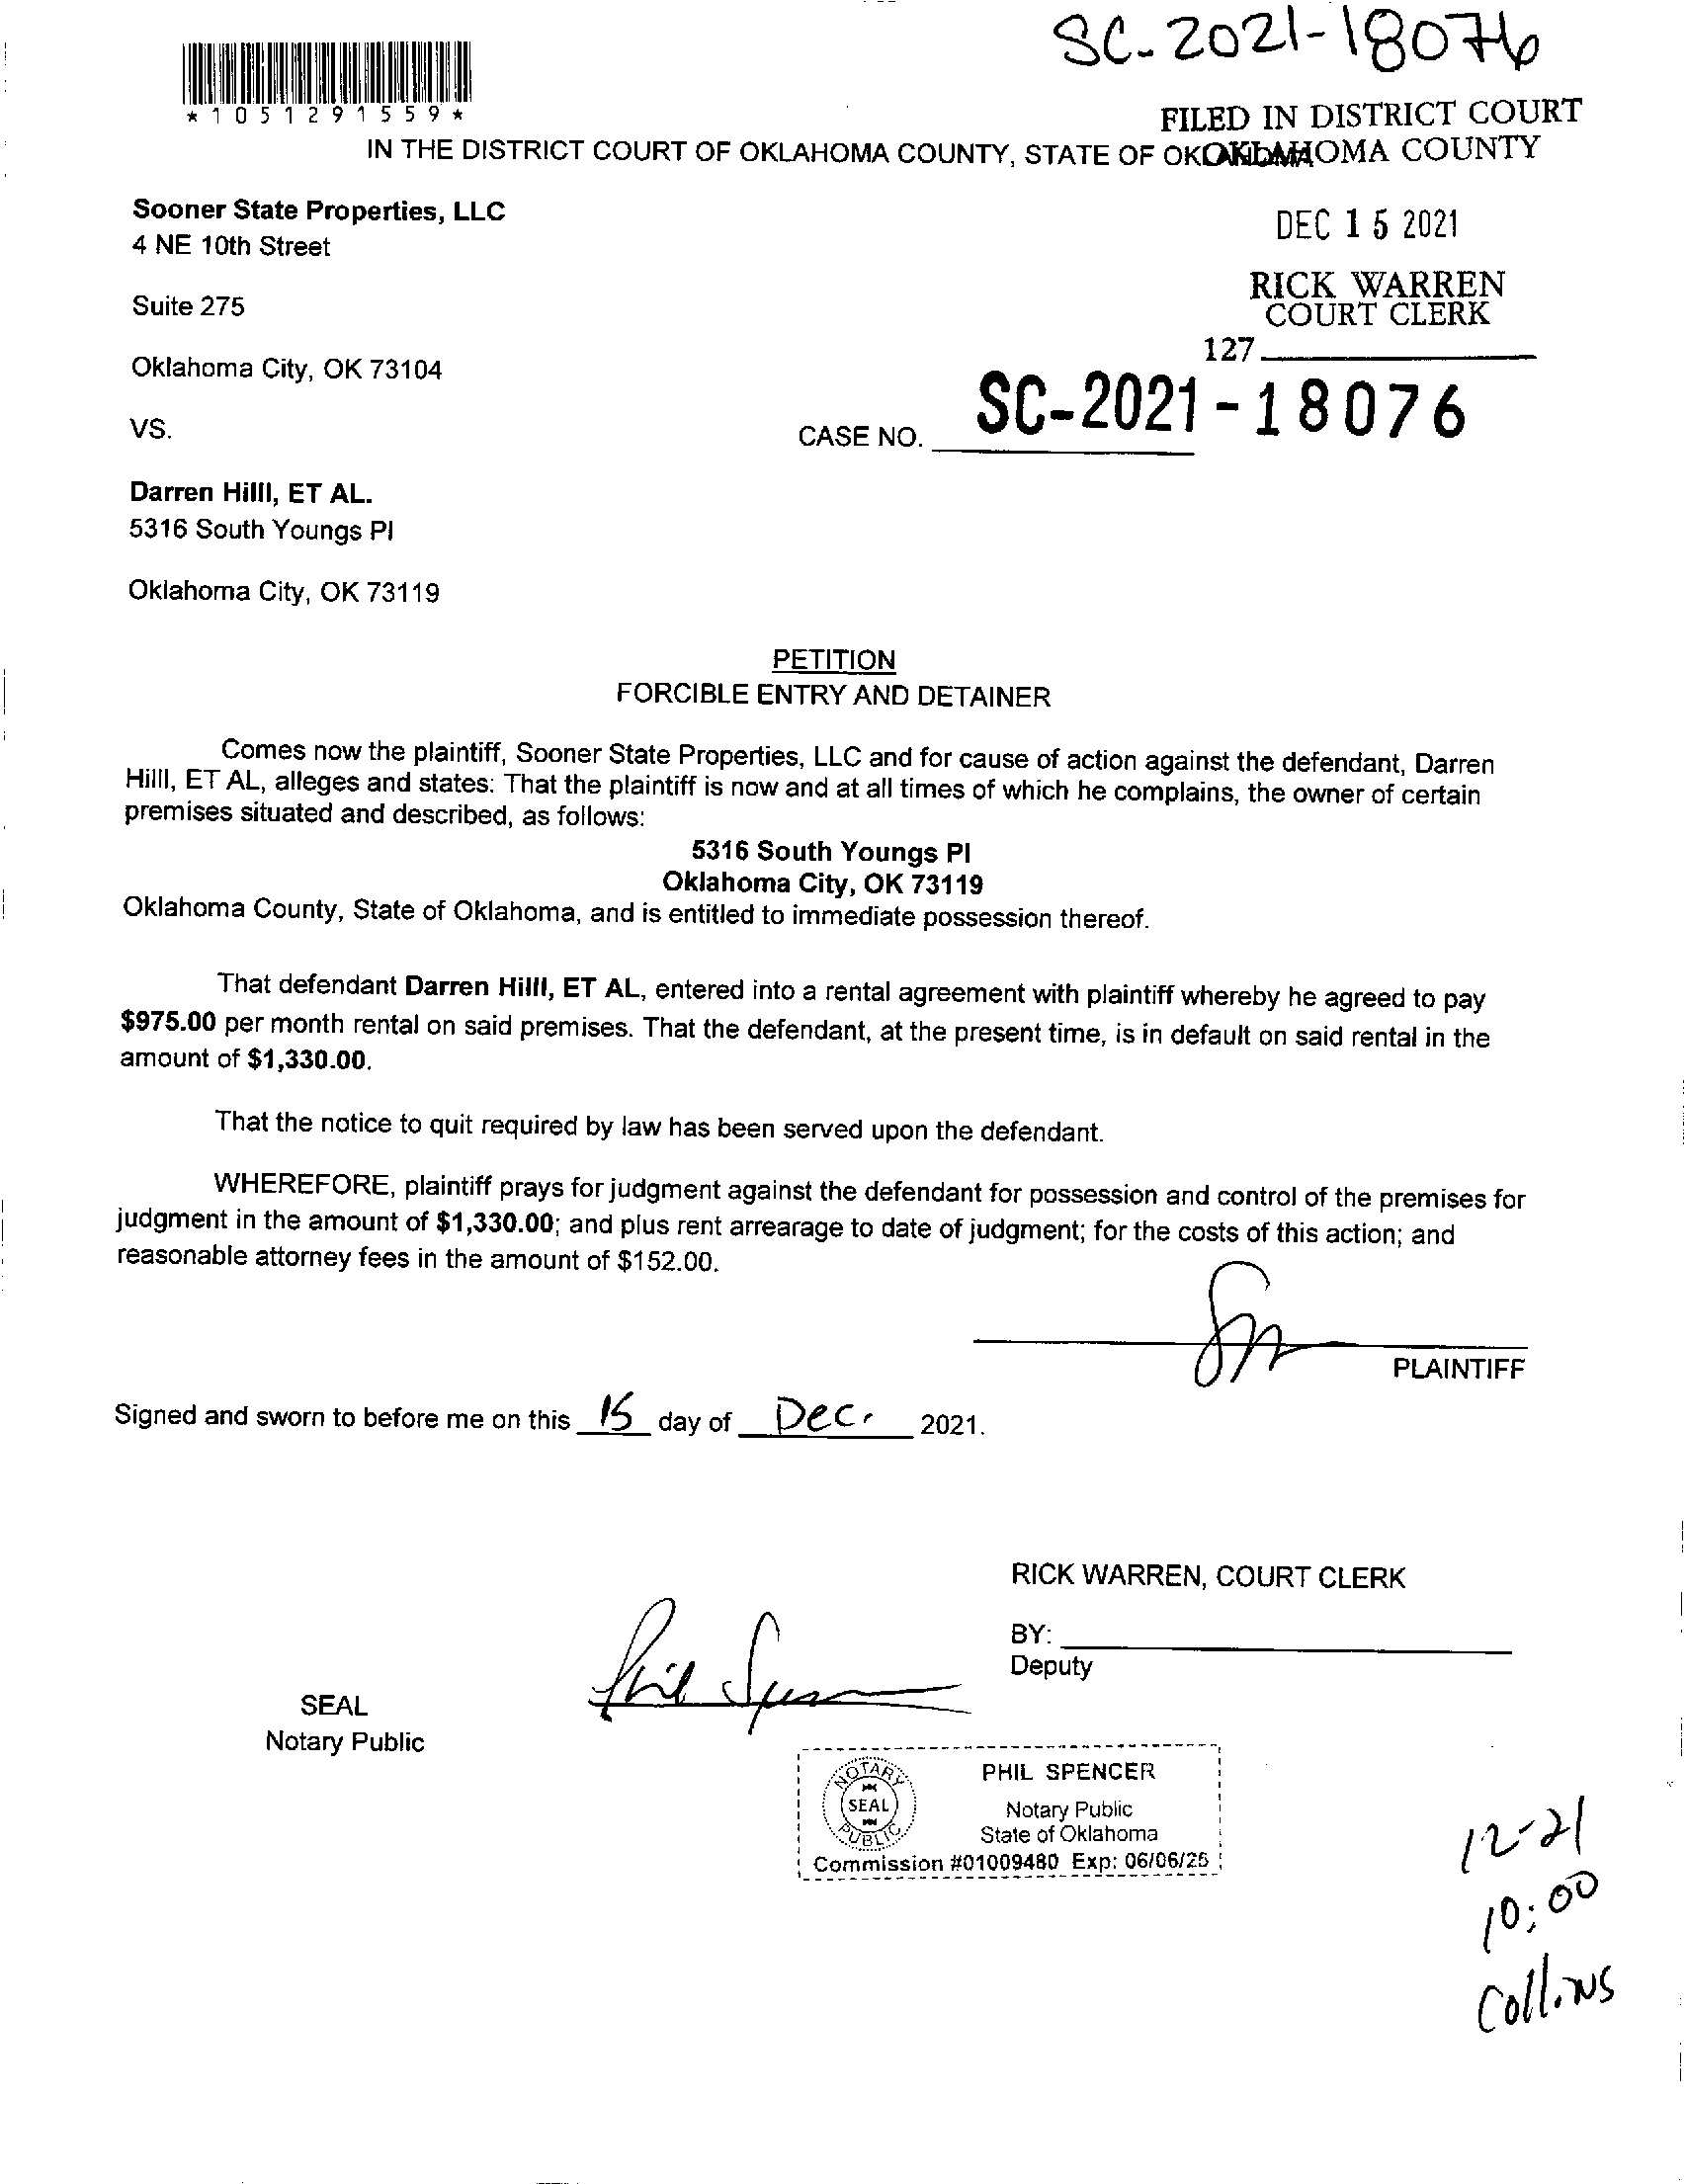 SC-2021-18076
*1051291559*
FILED IN DISTRICT COURT
OKLAHOMA COUNTY
IN THE DISTRICT COURT OF OKLAHOMA COUNTY, STATE OF
Sooner State Properties, LLC
4 NE 10th Street
DEC 15 2021
Suite 275
RICK WARREN
COURT CLERK
127
Oklahoma City, OK 73104
VS.
CASE NO. SC-2021-18076
Darren Hilll, ET AL.
5316 South Youngs Pl
Oklahoma City, OK 73119
PETITION
FORCIBLE ENTRY AND DETAINER
Comes now the plaintiff, Sooner State Properties, LLC and for cause of action against the defendant, Darren
Hilll, ET AL, alleges and states: That the plaintiff is now and at all times of which he complains, the owner of certain
premises situated and described, as follows:
5316 South Youngs Pl
Oklahoma City, OK 73119
Oklahoma County, State of Oklahoma, and is entitled to immediate possession thereof.
That defendant Darren Hilll, ET AL, entered into a rental agreement with plaintiff whereby he agreed to pay
$975.00 per month rental on said premises. That the defendant, at the present time, is in default on said rental in the
amount of $1,330.00.
That the notice to quit required by law has been served upon the defendant.
WHEREFORE, plaintiff prays for judgment against the defendant for possession and control of the premises for
judgment in the amount of $1,330.00; and plus rent arrearage to date of judgment; for the costs of this action; and
reasonable attorney fees in the amount of $152.00.
PLAINTIFF
Signed and sworn to before me on this 15 day of Dec. 2021.
RICK WARREN, COURT CLERK
BY:
Deputy
SEAL
Notary Public
NOTARY
SEAL
PUBLIC
PHIL SPENCER
Notary Public
State of Oklahoma
Commission #01009480 Exp: 06/06/25
12-21
10:00
Collins